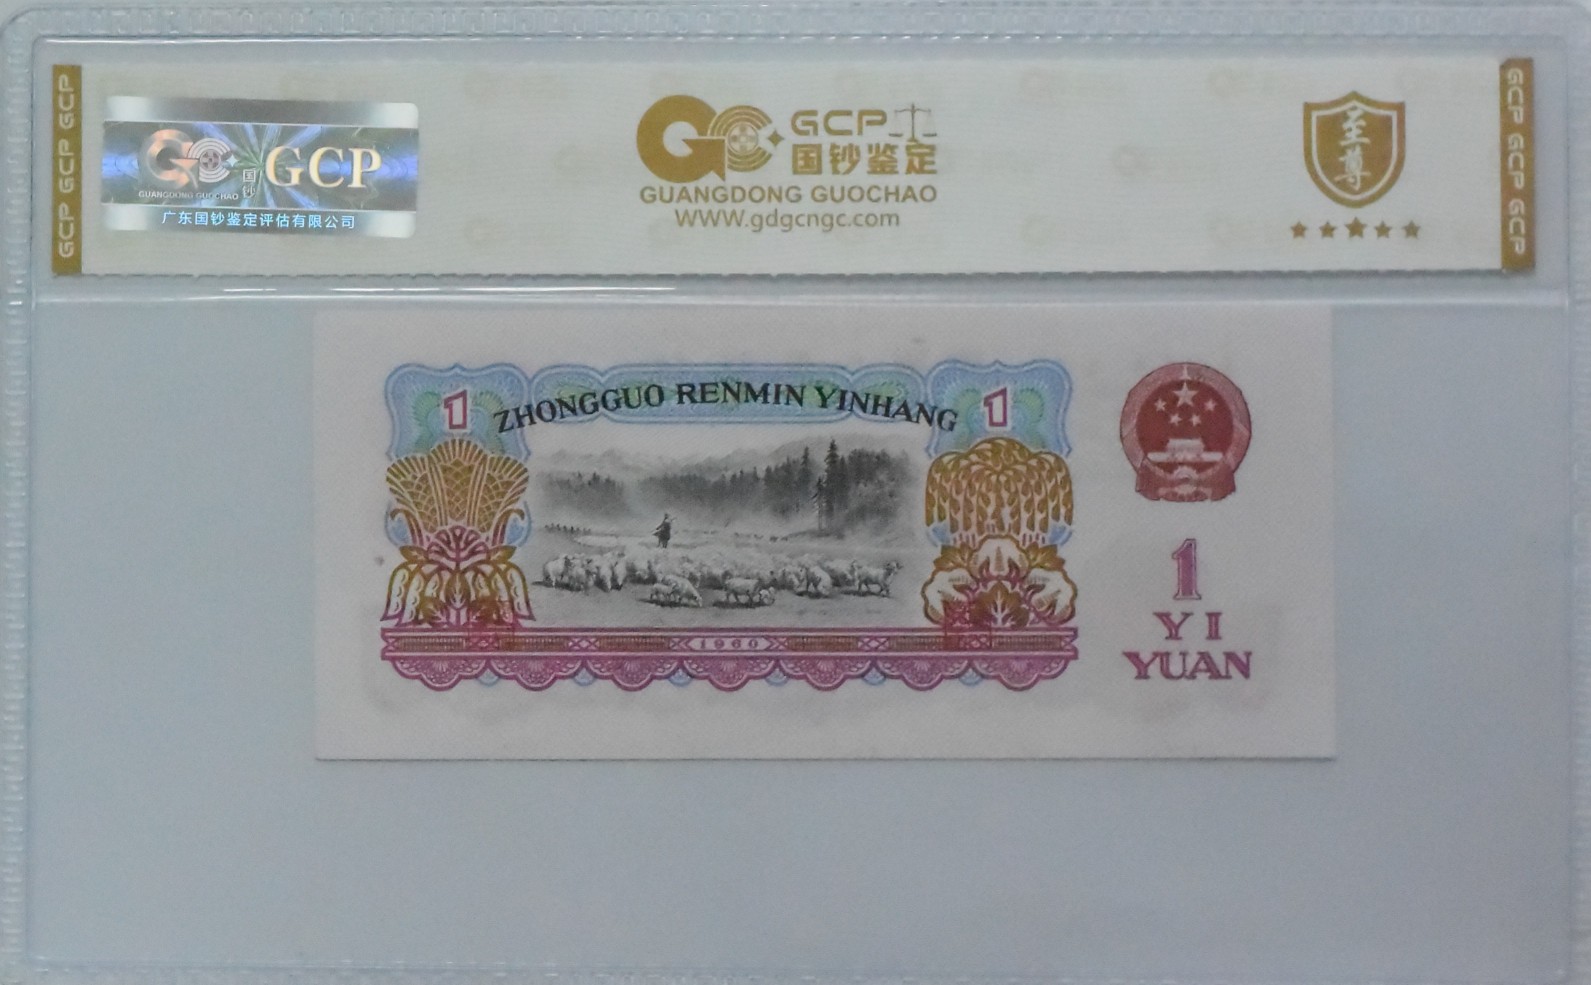 GCP GCP GCP
GUANGDONG GUOCHAO
国钞
GCP
广东国钞鉴定评估有限公司
GCP
国钞鉴定
GUANGDONG GUOCHAO
WWW.gdgcngc.com
至尊
GCP GCP GCP
1
ZHONGGUO RENMIN YINHANG
1
1960
1
YI
YUAN